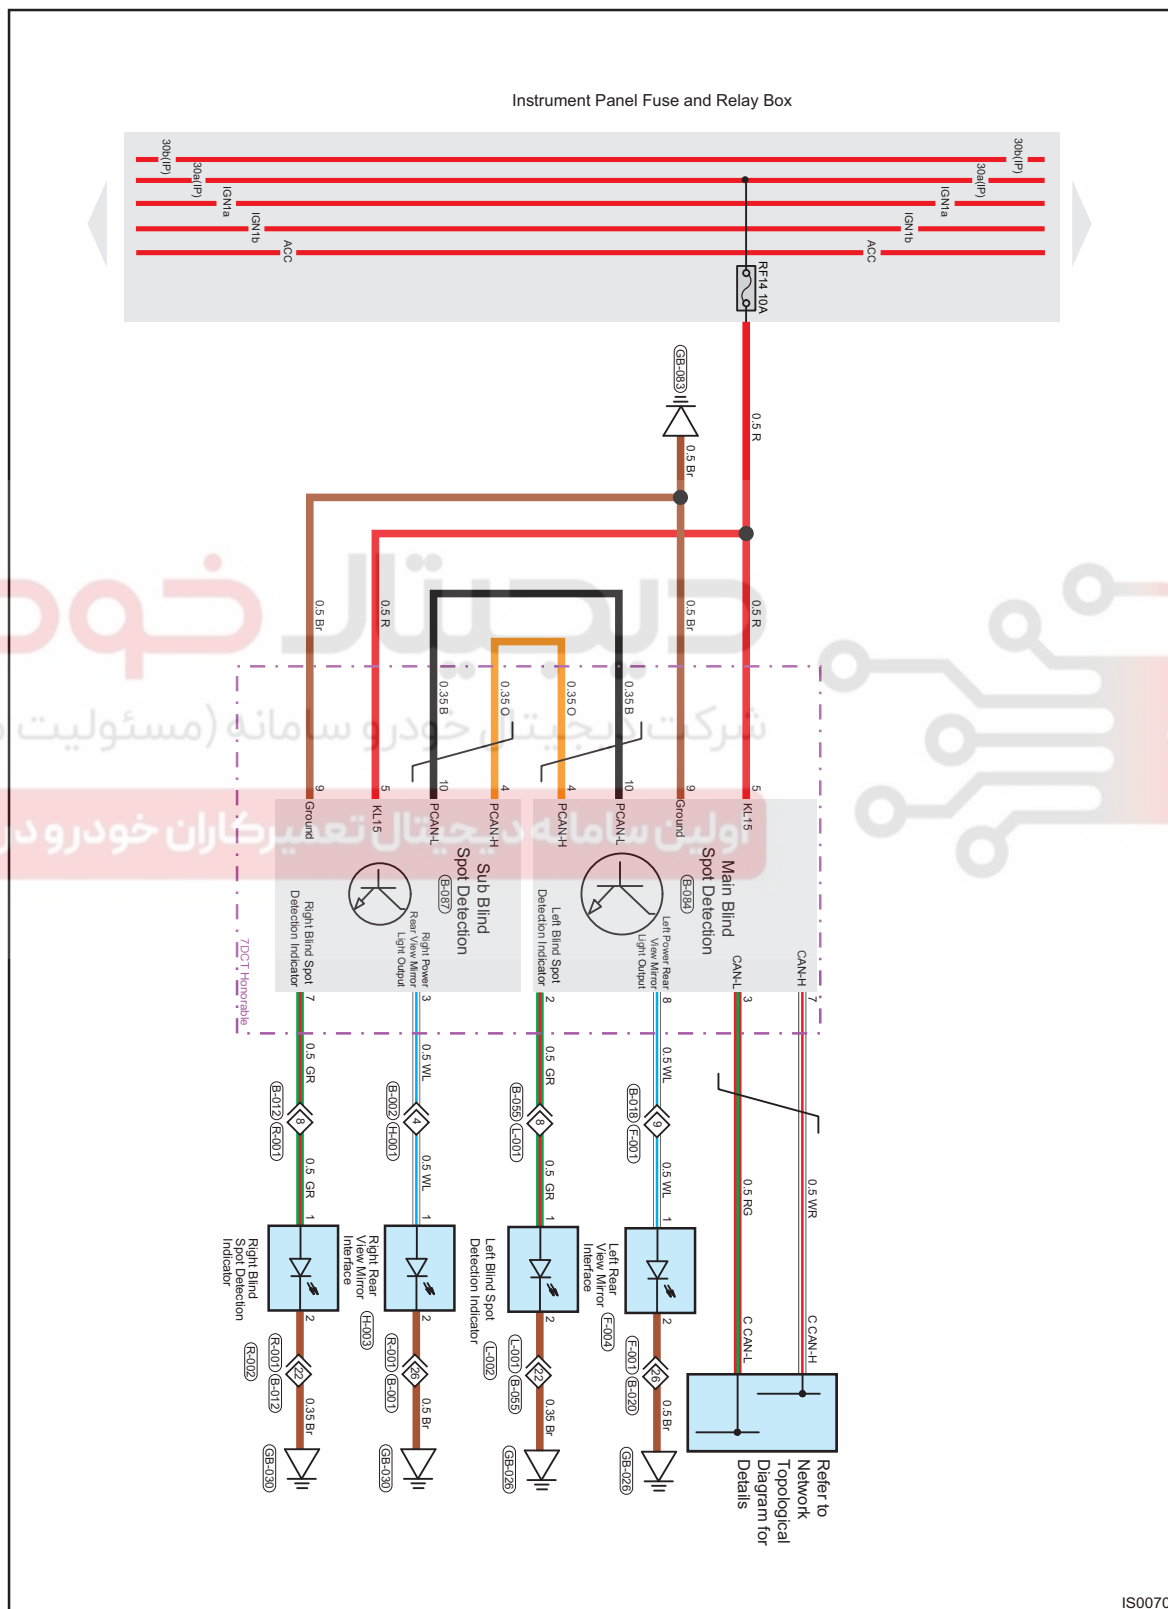 Instrument Panel Fuse and Relay Box
30b(IP)
30b(IP)
30a(IP)
30a(IP)
IGN1a
IGN1a
IGN1b
IGN1b
ACC
ACC
RF14 10A
GB-083
0.5 R
0.5 Br
دیجیتال خودرو
0.5 Br
0.5 R
0.5 Br
0.5 R
0.35 B
0.35 O
0.35 O
0.35 B
شرکت دیجیتال خودرو سامانه (مسئولیت
9
5
10
4
4
10
9
5
Ground
KL15
PCAN-L
PCAN-H
PCAN-H
PCAN-L
Ground
KL15
اولین سامانه دیجیتال تعمیرکاران خودرو در
Sub Blind
Spot Detection
B-087
Main Blind
Spot Detection
B-084
Right Blind Spot
Detection Indicator
Right Power
Rear View Mirror
Light Output
Left Blind Spot
Detection Indicator
Left Power Rear
View Mirror
Light Output
CAN-L
CAN-H
7DCT Honorable
7
3
2
8
3
7
0.5 GR
0.5 WL
0.5 GR
0.5 WL
B-012
8
R-001
B-002
4
H-001
B-055
8
L-001
B-018
9
F-001
0.5 GR
0.5 WL
0.5 GR
0.5 WL
0.5 RG
0.5 WR
1
1
1
1
Right Blind
Spot Detection
Indicator
R-002
Right Rear
View Mirror
Interface
H-003
Left Blind Spot
Detection Indicator
L-002
Left Rear
View Mirror
Interface
F-004
2
2
2
2
C CAN-L
C CAN-H
R-001
22
B-012
R-001
26
B-001
L-001
22
B-055
F-001
26
B-020
0.35 Br
0.5 Br
0.35 Br
0.5 Br
GB-030
GB-030
GB-026
GB-026
Refer to
Network
Topological
Diagram for
Details
IS0070